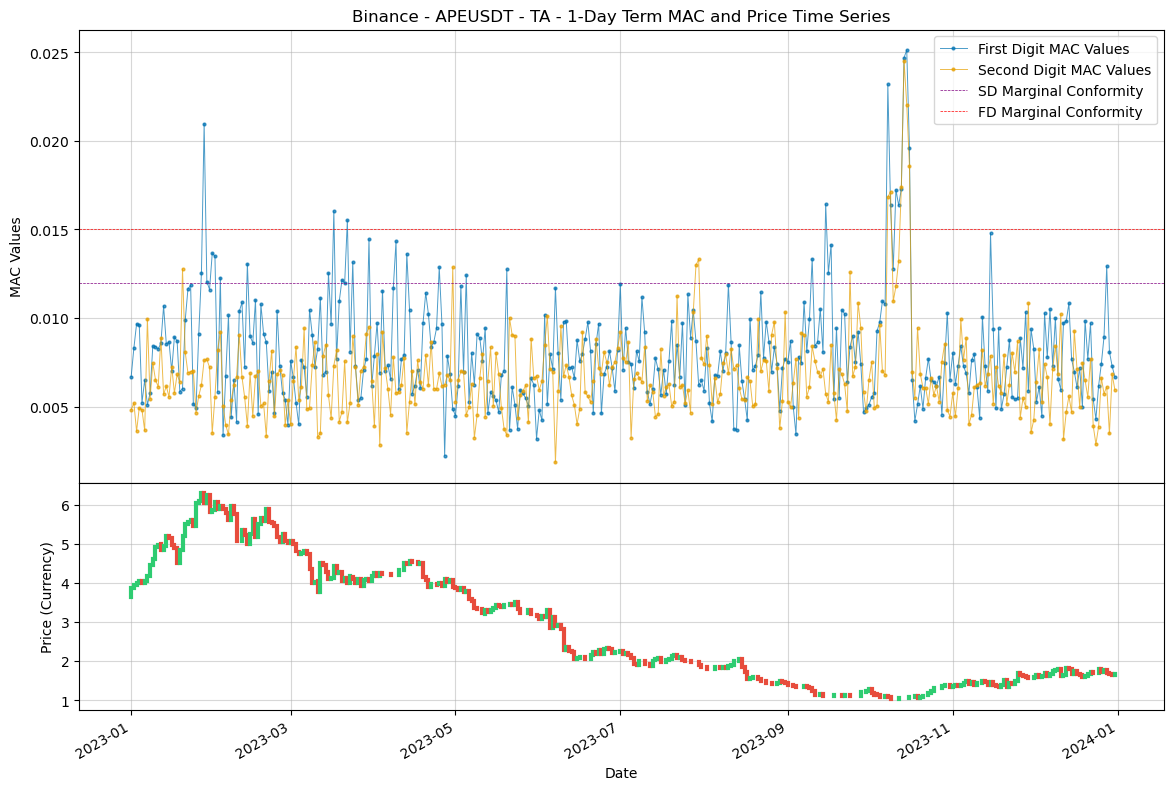 Binance - APEUSDT - TA - 1-Day Term MAC and Price Time Series
First Digit MAC Values
Second Digit MAC Values
SD Marginal Conformity
FD Marginal Conformity
MAC Values
0.025
0.020
0.015
0.010
0.005
Price (Currency)
6
5
4
3
2
1
2023-01
2023-03
2023-05
2023-07
2023-09
2023-11
2024-01
Date